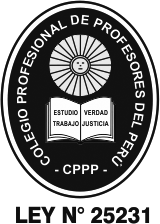 COLEGIO PROFESIONAL DE PROFESORES DEL PERÚ
ESTUDIO VERDAD
TRABAJO JUSTICIA
- CPPP -
LEY N° 25231